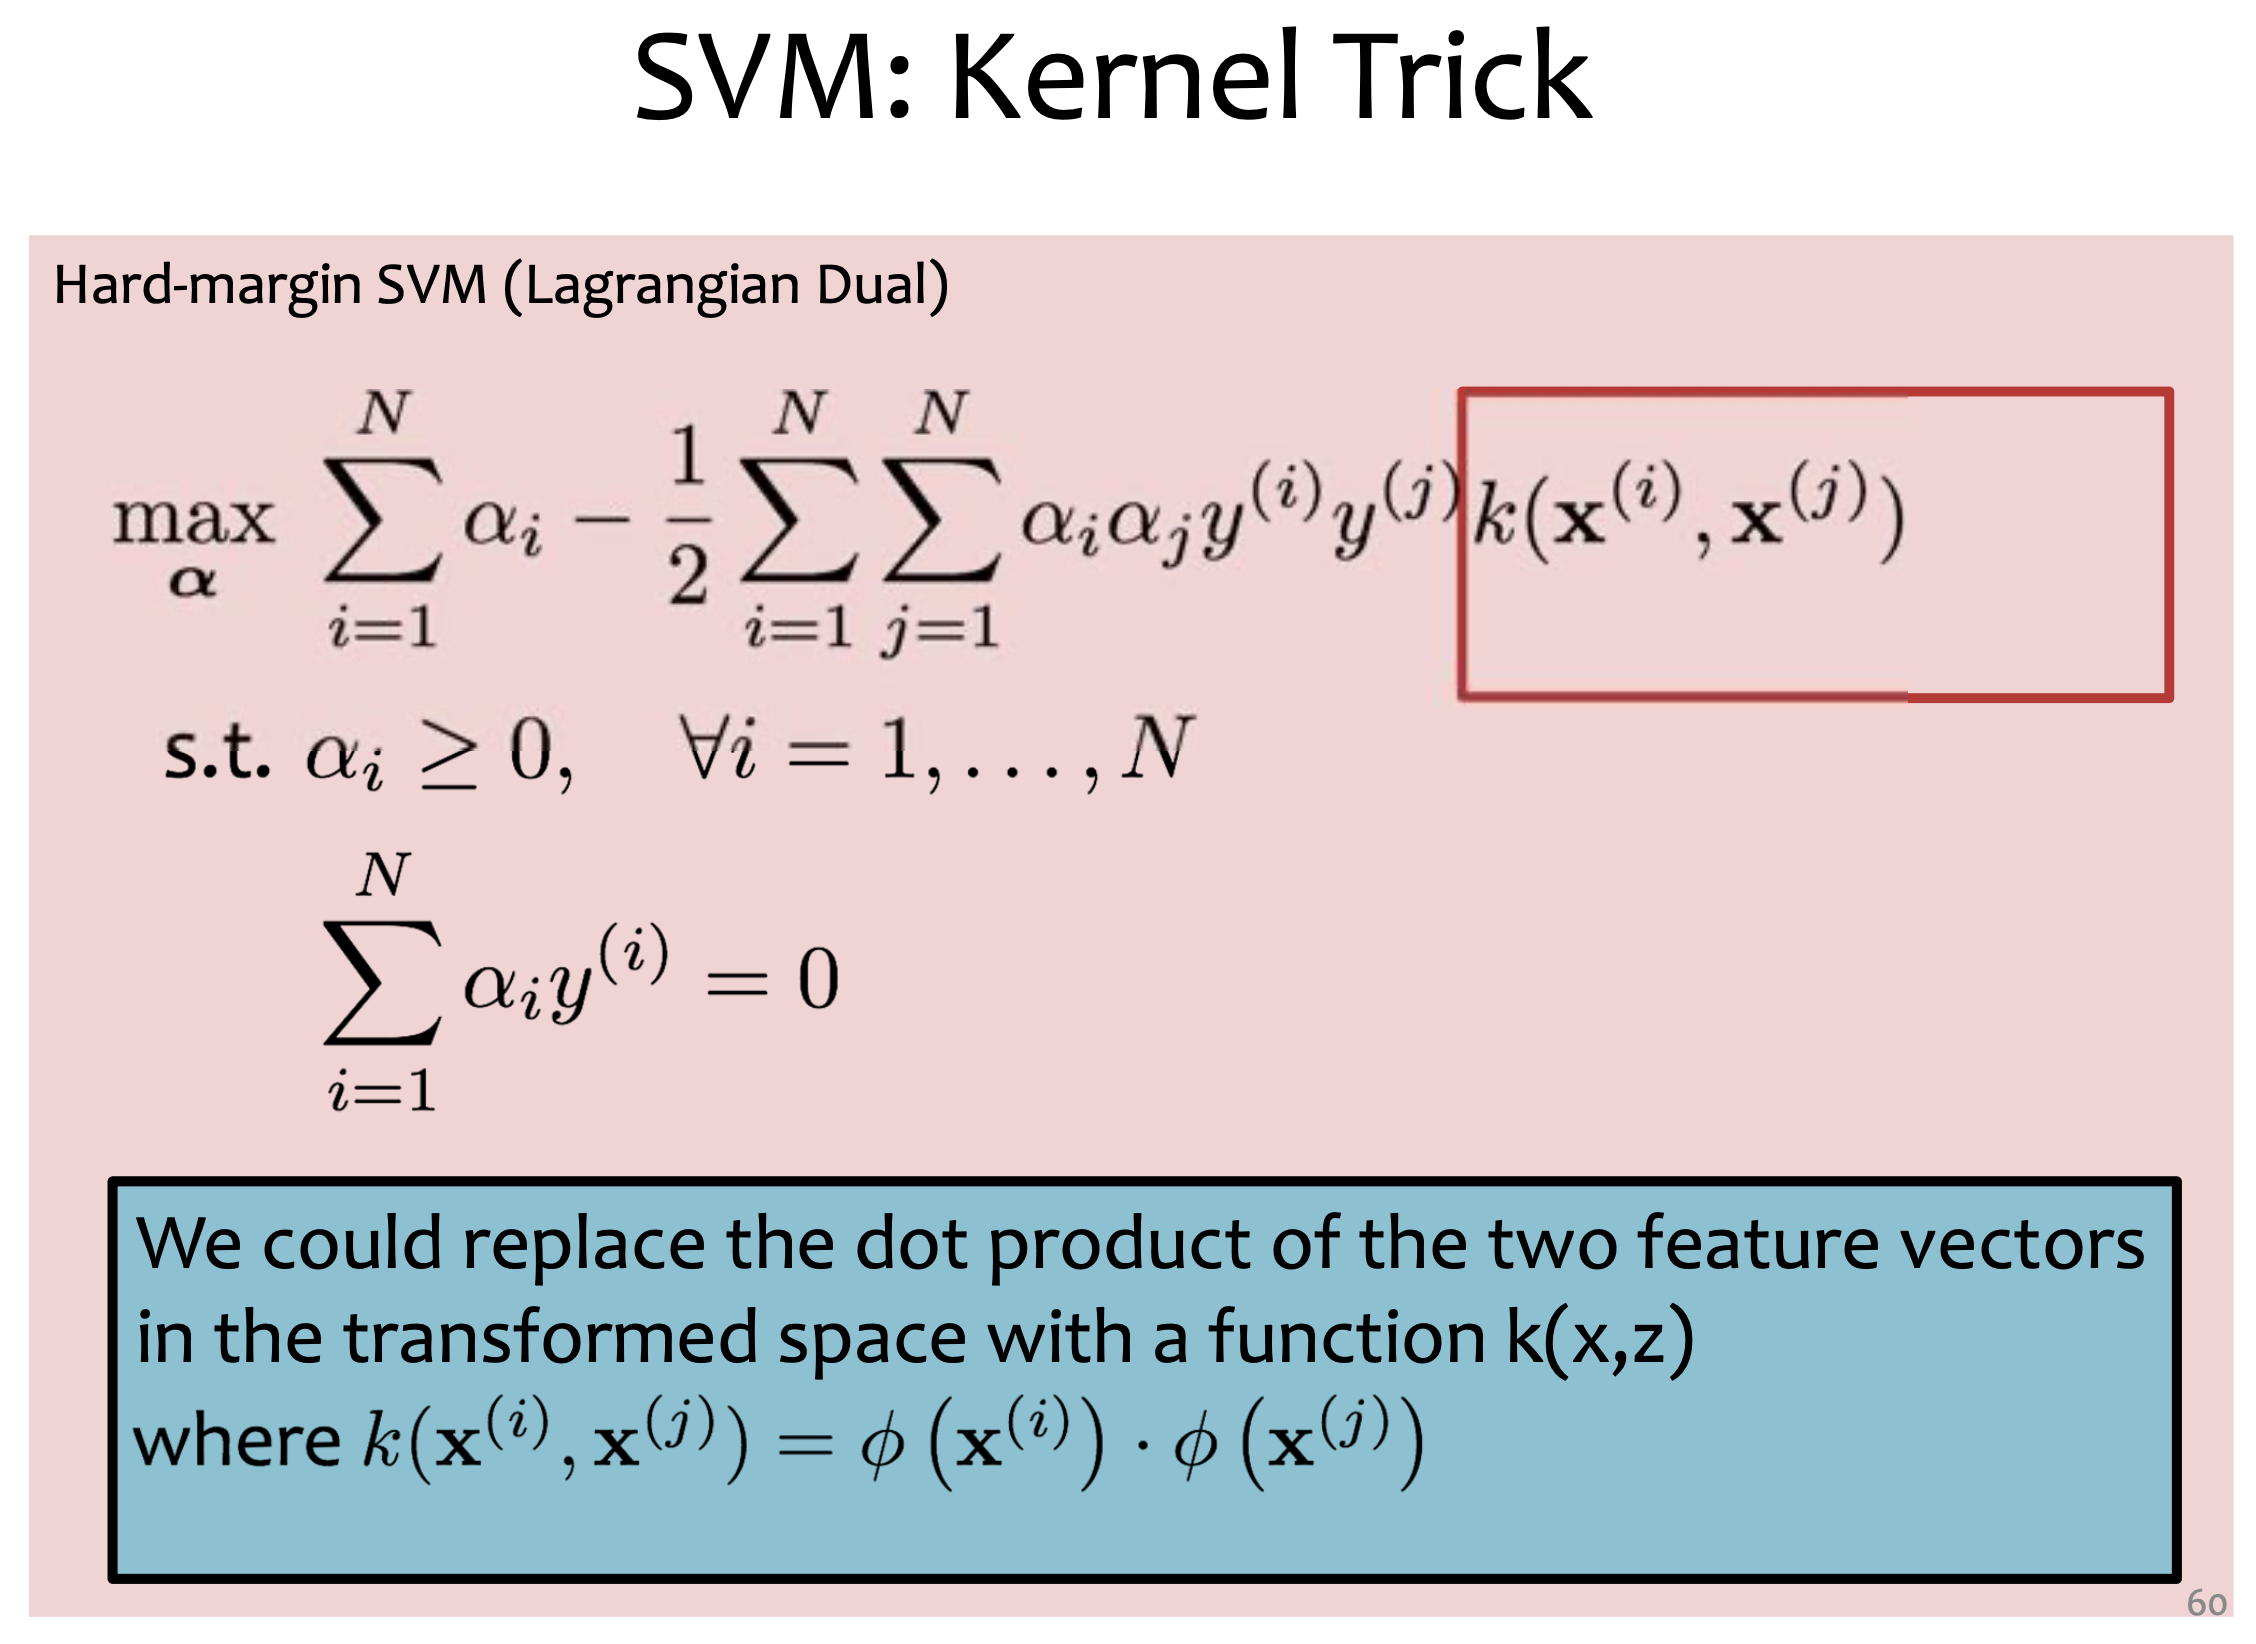 SVM: Kernel Trick
Hard-margin SVM (Lagrangian Dual)
$\max_{\boldsymbol{\alpha}} \sum_{i=1}^{N} \alpha_i - \frac{1}{2} \sum_{i=1}^{N} \sum_{j=1}^{N} \alpha_i \alpha_j y^{(i)} y^{(j)} k(\mathbf{x}^{(i)}, \mathbf{x}^{(j)})$
s.t. $\alpha_i \geq 0, \quad \forall i = 1, \ldots, N$
$\sum_{i=1}^{N} \alpha_i y^{(i)} = 0$
We could replace the dot product of the two feature vectors
in the transformed space with a function k(x,z)
where $k(\mathbf{x}^{(i)}, \mathbf{x}^{(j)}) = \phi\left(\mathbf{x}^{(i)}\right) \cdot \phi\left(\mathbf{x}^{(j)}\right)$
60